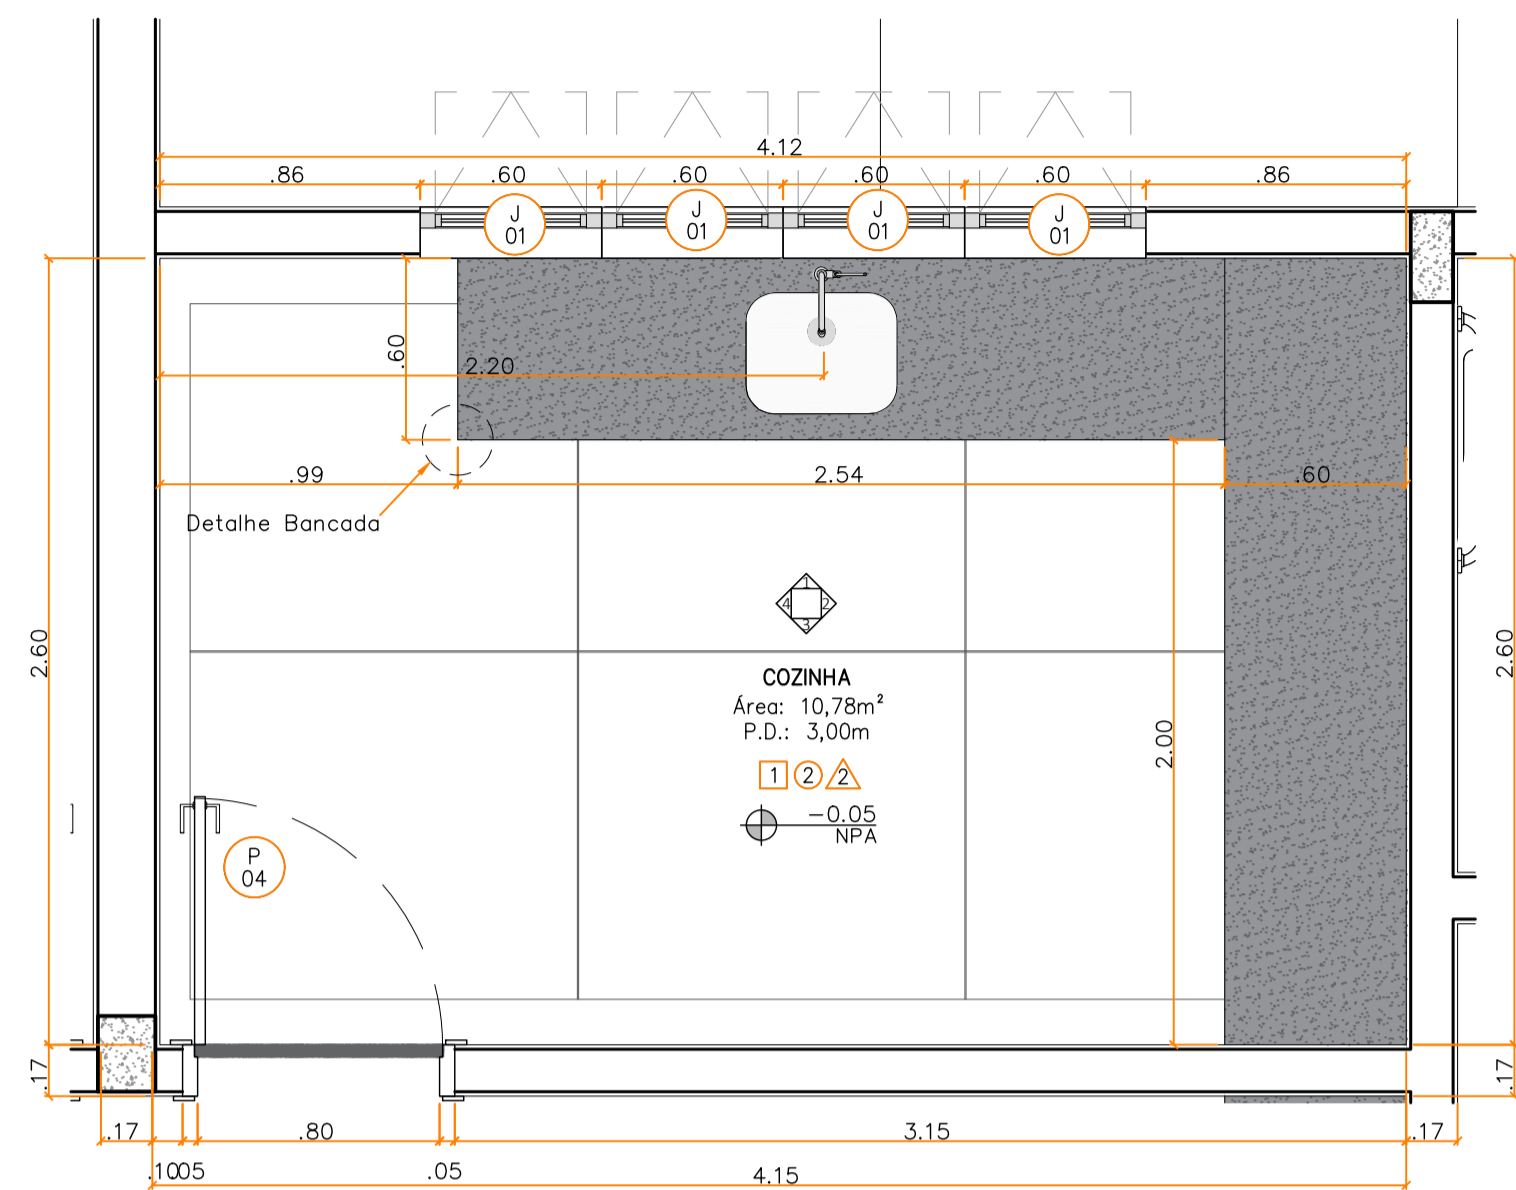 4.12
.86 .60 .60 .60 .60 .86
J J J J
01 01 01 01
.60
2.20
.99 2.54 .60
Detalhe Bancada
1
4 2
3
2.60 2.60
COZINHA
Área: 10,78m²
P.D.: 3,00m
2.00
1 2 2
-0.05
NPA
P
04
.17 .17
.17 .80 3.15 .17
.10 .05 .05 4.15